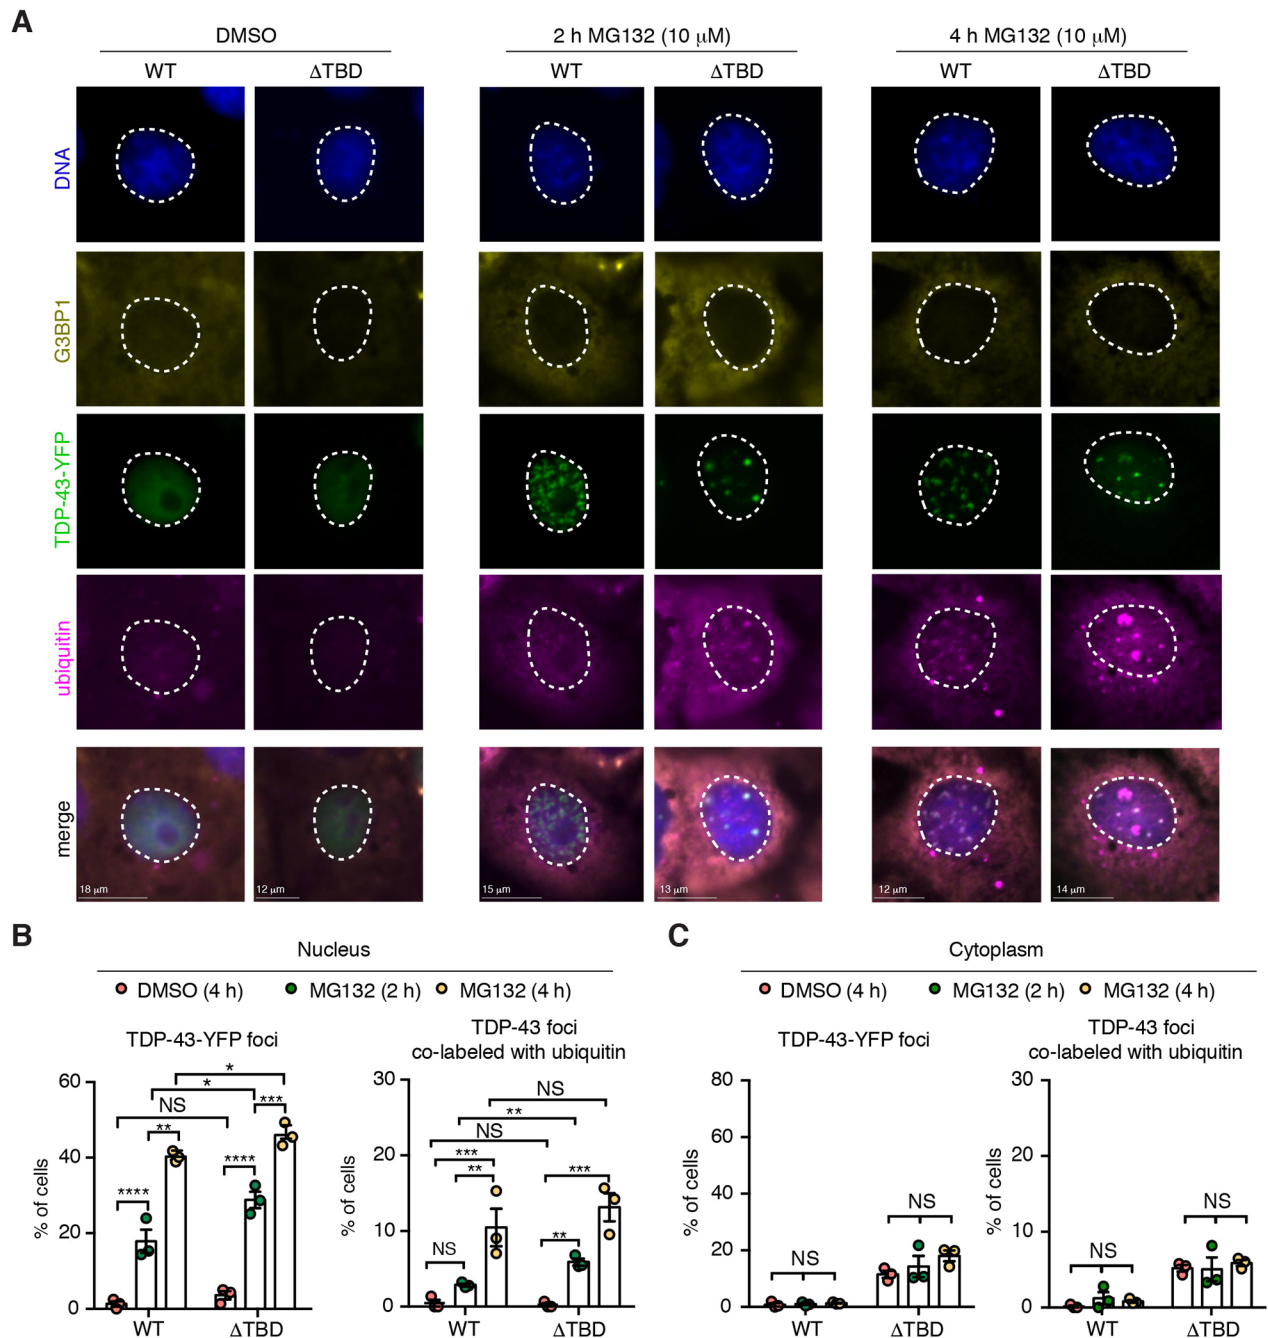 A
DMSO
2 h MG132 (10 μM)
4 h MG132 (10 μM)
WT
ΔTBD
WT
ΔTBD
WT
ΔTBD
DNA
G3BP1
TDP-43-YFP
ubiquitin
merge
18 μm
12 μm
15 μm
13 μm
12 μm
14 μm
B
Nucleus
DMSO (4 h)
MG132 (2 h)
MG132 (4 h)
TDP-43-YFP foci
% of cells
60
40
20
0
****
**
NS
*
*
****
***
WT
ΔTBD
TDP-43 foci
co-labeled with ubiquitin
% of cells
30
20
10
0
NS
**
***
NS
**
NS
**
***
WT
ΔTBD
C
Cytoplasm
DMSO (4 h)
MG132 (2 h)
MG132 (4 h)
TDP-43-YFP foci
% of cells
80
60
40
20
0
NS
NS
WT
ΔTBD
TDP-43 foci
co-labeled with ubiquitin
% of cells
30
20
10
0
NS
NS
WT
ΔTBD